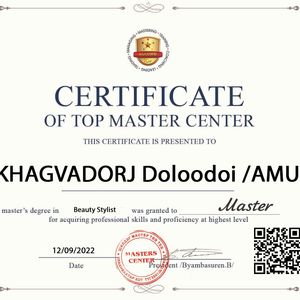 CERTIFICATE
OF TOP MASTER CENTER
THIS CERTIFICATE IS PRESENTED TO
KHAGVADORJ Doloodoi /AMU
master's degree in Beauty Stylist was granted to Master
for acquiring professional skills and proficiency at highest level
12/09/2022
Date
MASTERS
CENTER
President /Byambasuren.B/